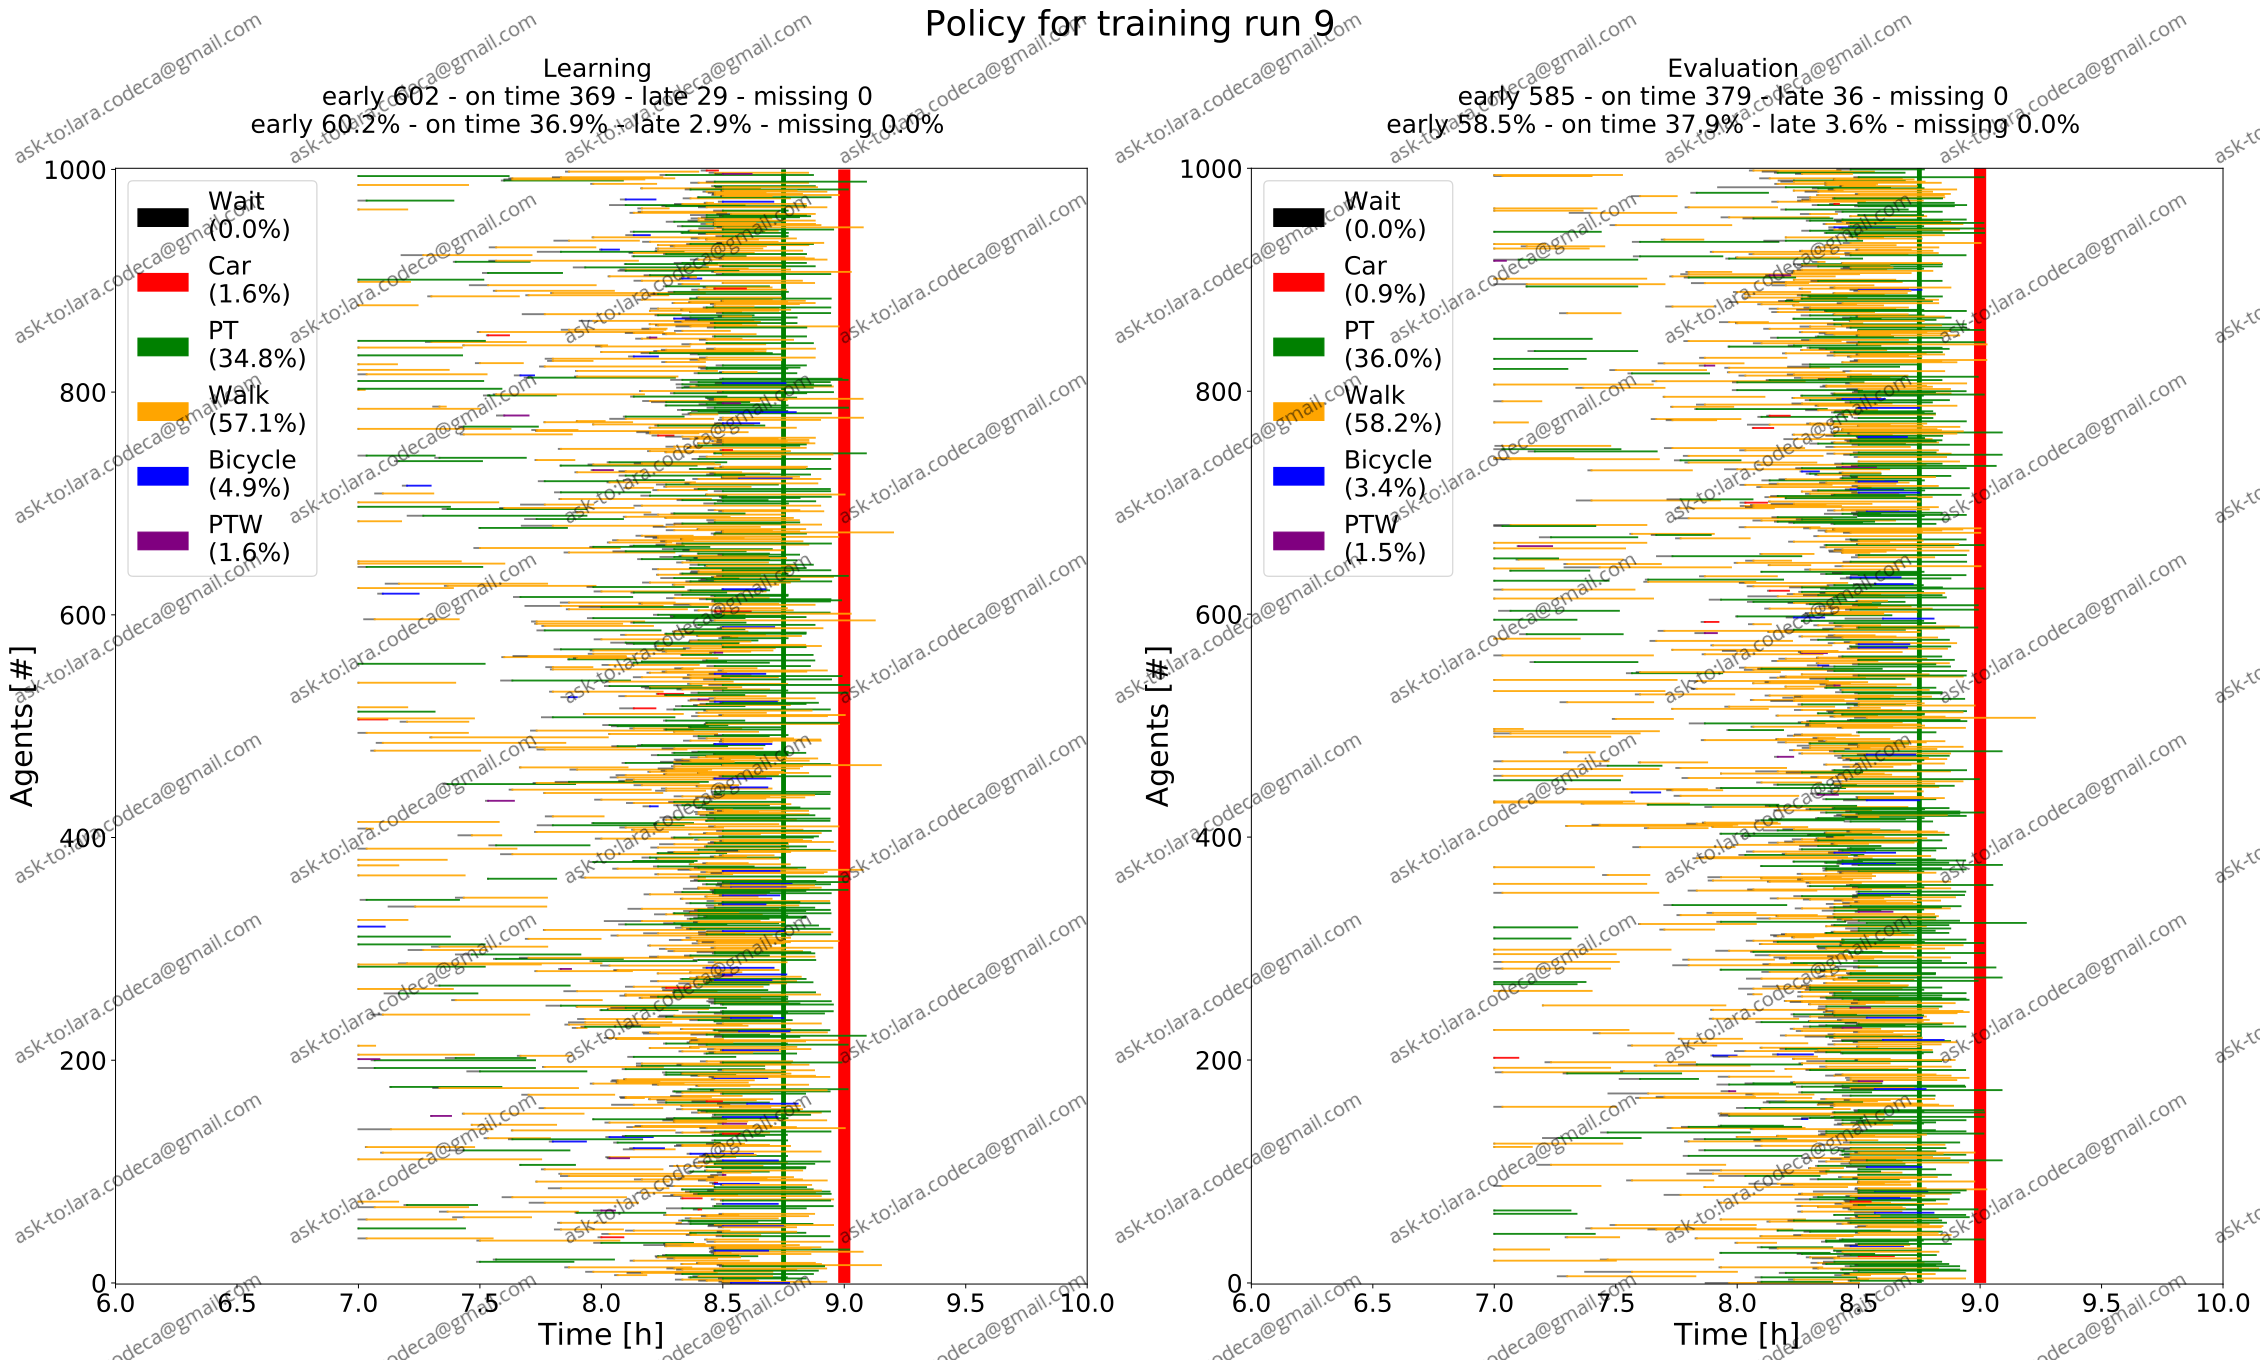 Policy for training run 9
Learning
early 602 - on time 369 - late 29 - missing 0
early 60.2% - on time 36.9% - late 2.9% - missing 0.0%
Evaluation
early 585 - on time 379 - late 36 - missing 0
early 58.5% - on time 37.9% - late 3.6% - missing 0.0%
Wait
(0.0%)
Car
(1.6%)
PT
(34.8%)
Walk
(57.1%)
Bicycle
(4.9%)
PTW
(1.6%)
Agents [#]
1000
800
600
400
200
0
6.0 6.5 7.0 7.5 8.0 8.5 9.0 9.5 10.0
Time [h]
Wait
(0.0%)
Car
(0.9%)
PT
(36.0%)
Walk
(58.2%)
Bicycle
(3.4%)
PTW
(1.5%)
Agents [#]
1000
800
600
400
200
0
6.0 6.5 7.0 7.5 8.0 8.5 9.0 9.5 10.0
Time [h]
ask-to:lara.codeca@gmail.com